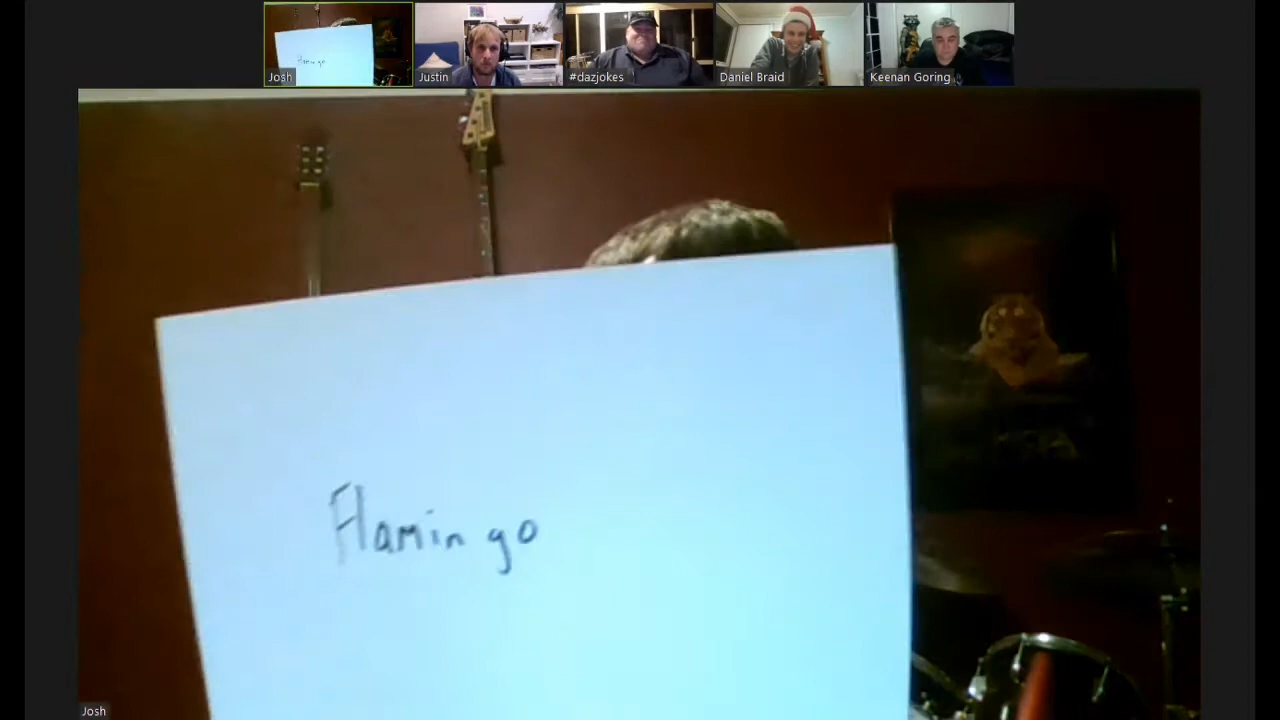 Josh
Justin
#dazjokes
Daniel Braid
Keenan Goring
Flamingo
Josh